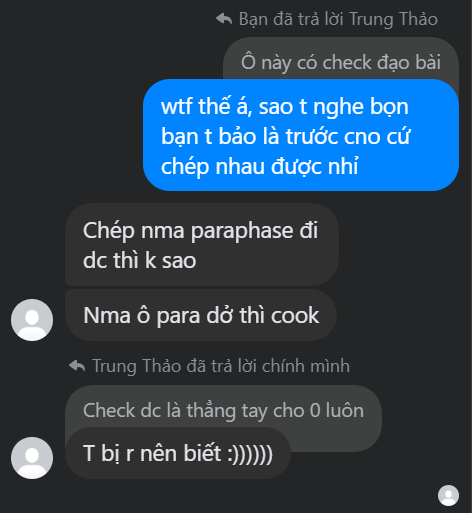 Bạn đã trả lời Trung Thảo
Ô này có check đạo bài
wtf thế á, sao t nghe bọn
bạn t bảo là trước cno cứ
chép nhau được nhỉ
Chép nma paraphase đi
dc thì k sao
Nma ô para dở thì cook
Trung Thảo đã trả lời chính mình
Check dc là thẳng tay cho 0 luôn
T bị r nên biết :))))))